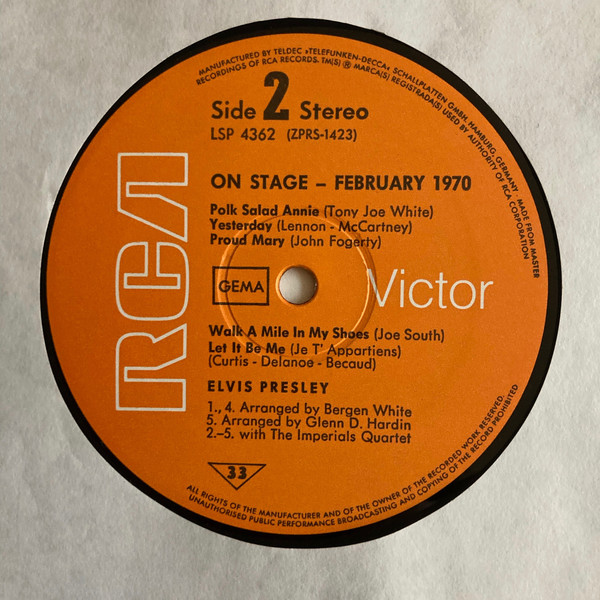 MANUFACTURED BY TELDEC »TELEFUNKEN-DECCA« SCHALLPLATTEN GMBH, HAMBURG, GERMANY · MADE FROM MASTER
RECORDINGS OF RCA RECORDS. TM(S) ® MARCA(S) REGISTRADA(S) USED BY AUTHORITY OF RCA CORPORATION
Side 2 Stereo
LSP 4362 (ZPRS-1423)
ON STAGE – FEBRUARY 1970
Polk Salad Annie (Tony Joe White)
Yesterday (Lennon - McCartney)
Proud Mary (John Fogerty)
RCA
GEMA
Victor
Walk A Mile In My Shoes (Joe South)
Let It Be Me (Je T' Appartiens)
(Curtis - Delanoe - Becaud)
ELVIS PRESLEY
1., 4. Arranged by Bergen White
5. Arranged by Glenn D. Hardin
2.–5. with The Imperials Quartet
33
ALL RIGHTS OF THE MANUFACTURER AND OF THE OWNER OF THE RECORDED WORK RESERVED.
UNAUTHORISED PUBLIC PERFORMANCE BROADCASTING AND COPYING OF THE RECORD PROHIBITED